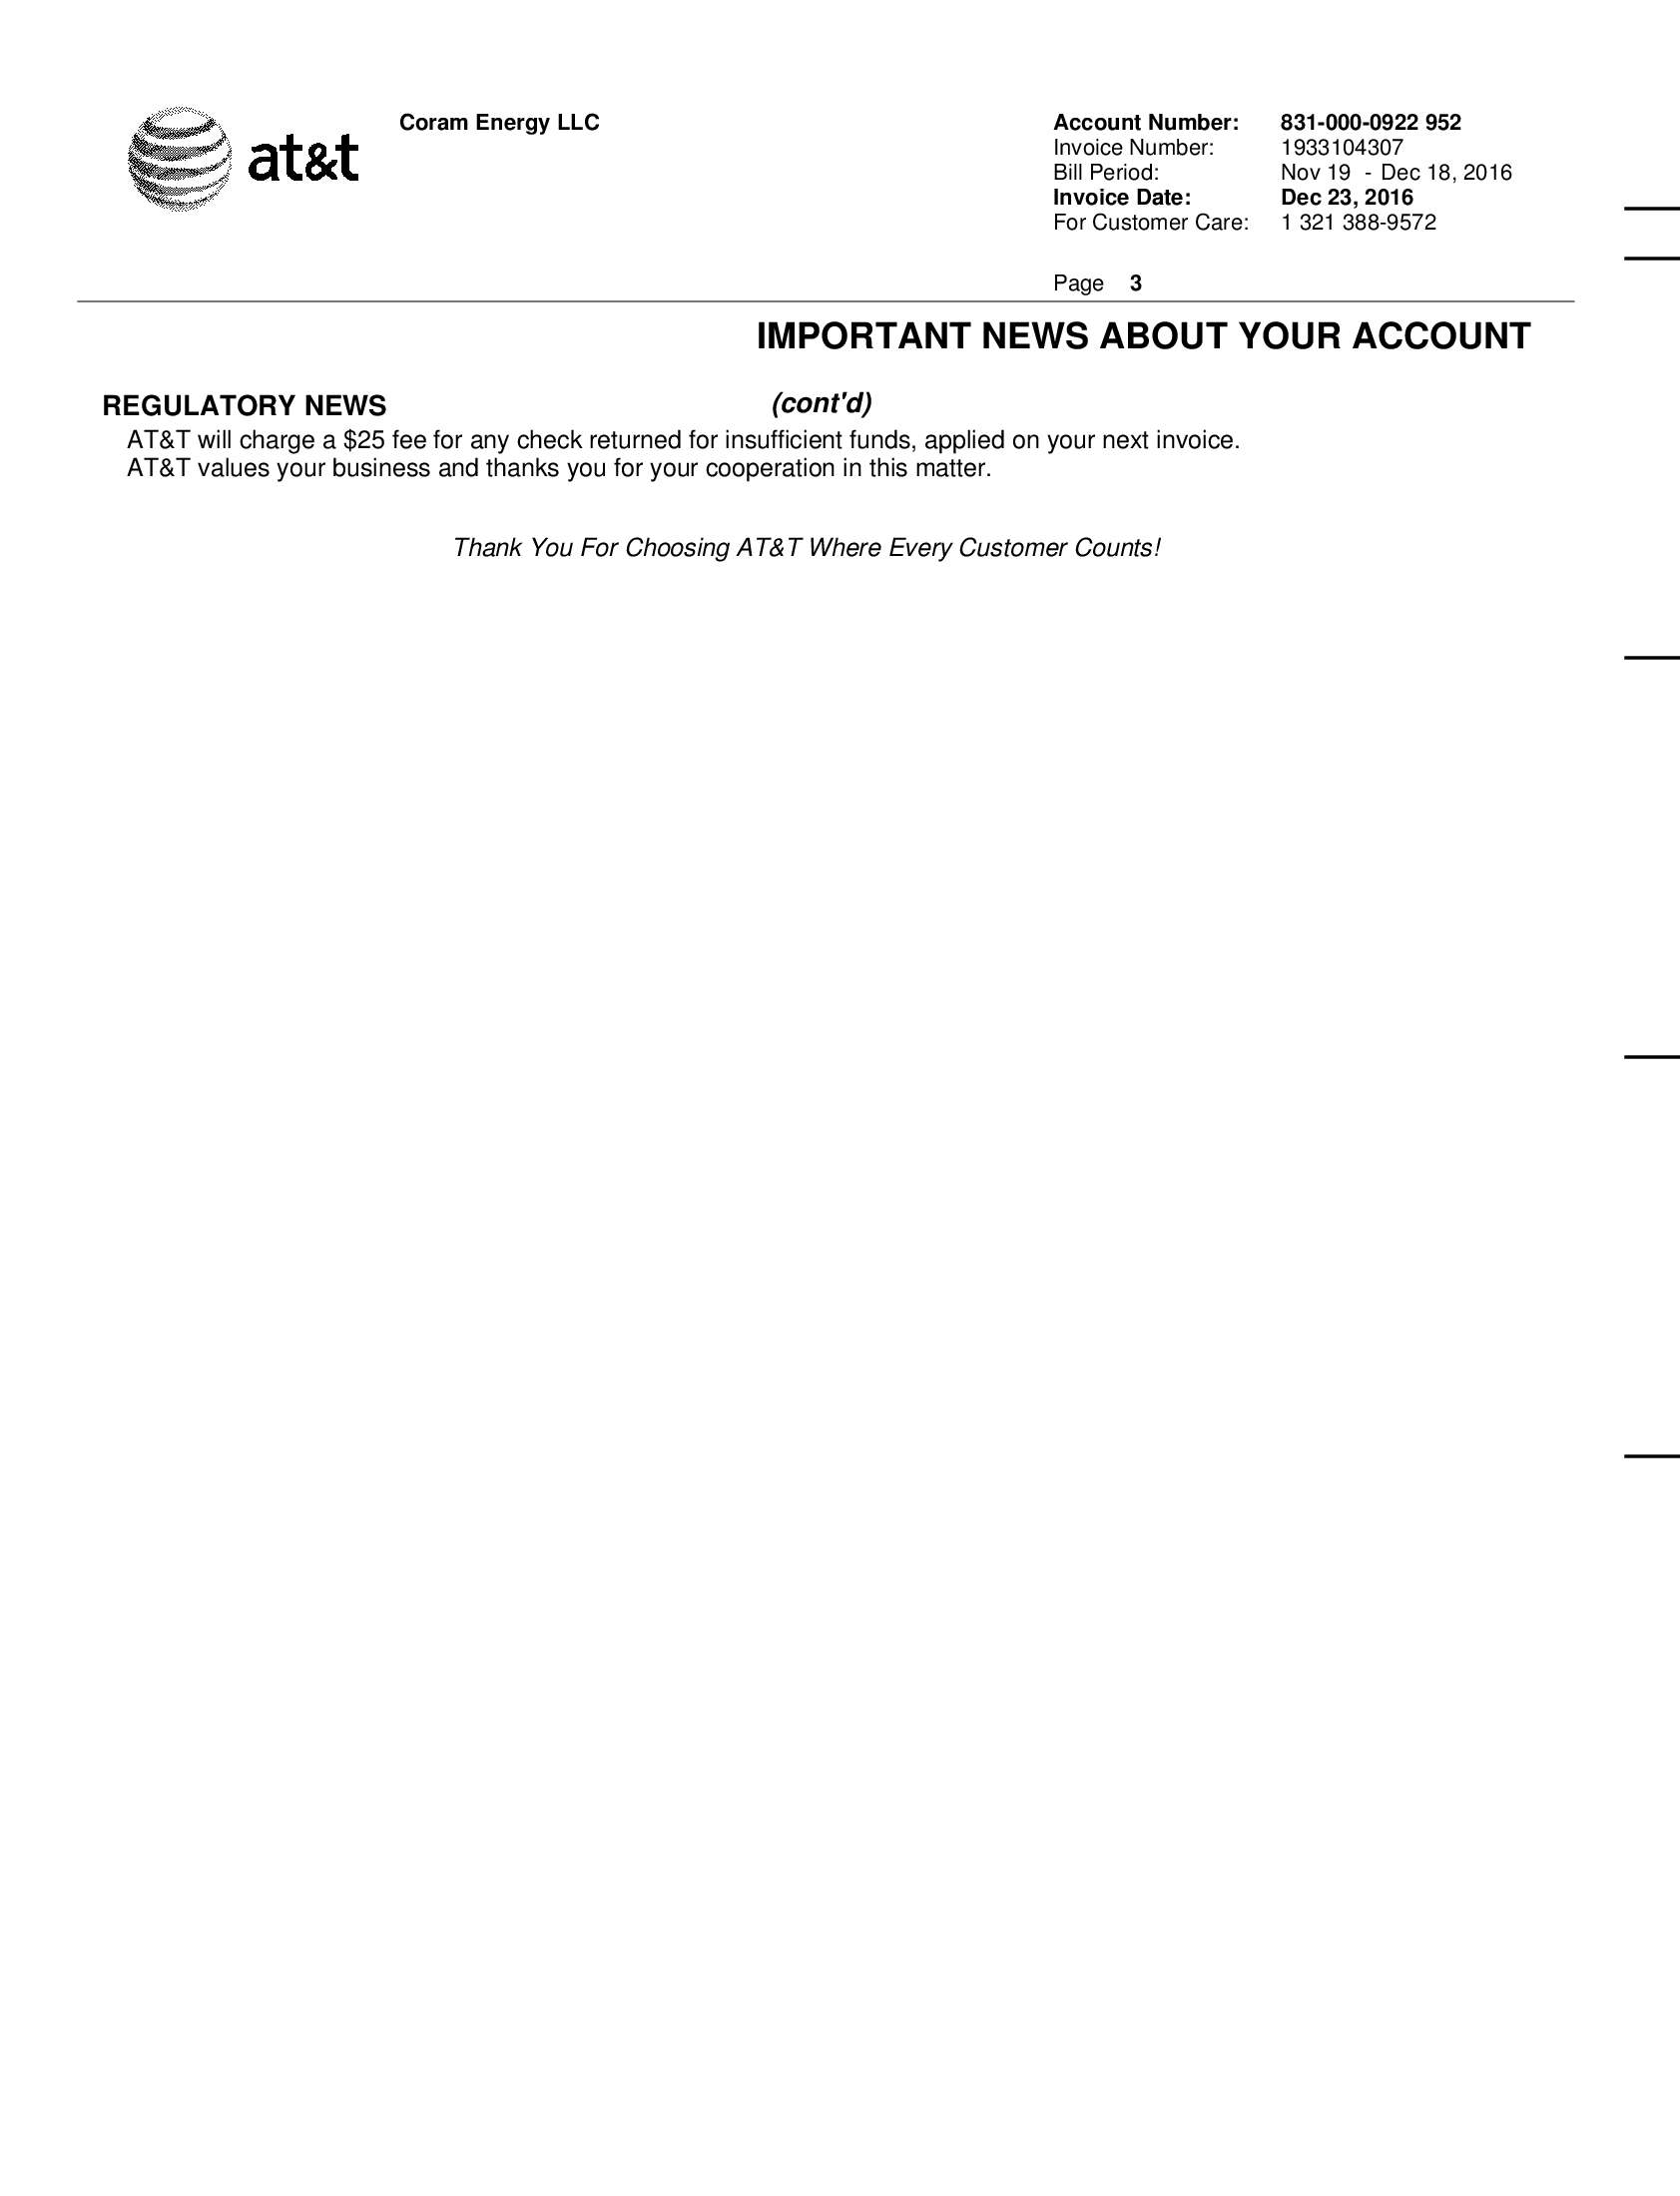 at&t
Coram Energy LLC
Account Number: 831-000-0922 952
Invoice Number: 1933104307
Bill Period: Nov 19 - Dec 18, 2016
Invoice Date: Dec 23, 2016
For Customer Care: 1 321 388-9572
Page 3
IMPORTANT NEWS ABOUT YOUR ACCOUNT
REGULATORY NEWS (cont'd)
AT&T will charge a $25 fee for any check returned for insufficient funds, applied on your next invoice.
AT&T values your business and thanks you for your cooperation in this matter.
Thank You For Choosing AT&T Where Every Customer Counts!